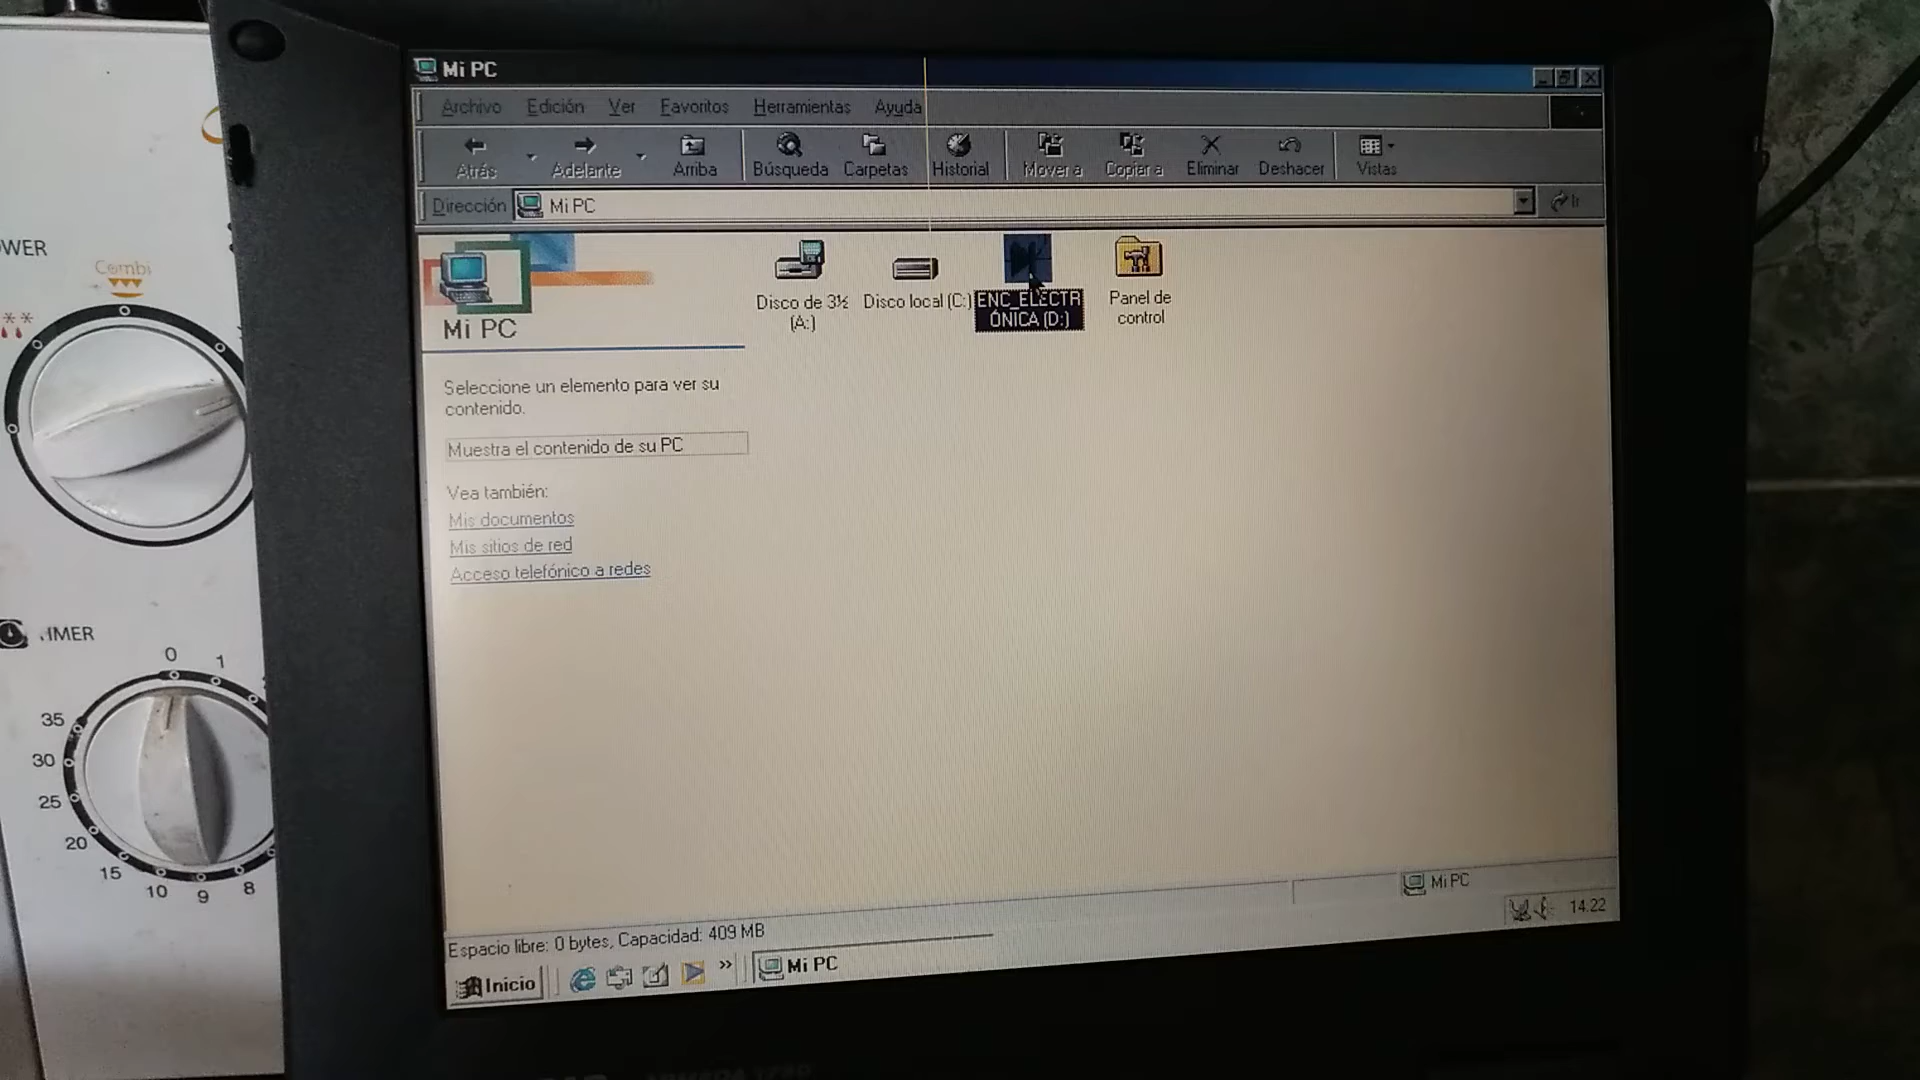 Mi PC
Archivo Edición Ver Favoritos Herramientas Ayuda
Atrás Adelante Arriba Búsqueda Carpetas Historial Mover a Copiar a Eliminar Deshacer Vistas
Dirección Mi PC Ir
Disco de 3½ (A:)
Disco local (C:)
ENC_ELECTR
ÓNICA (D:)
Panel de
control
Mi PC
Seleccione un elemento para ver su
contenido.
Muestra el contenido de su PC
Vea también:
Mis documentos
Mis sitios de red
Acceso telefónico a redes
Espacio libre: 0 bytes, Capacidad: 409 MB
Mi PC
Inicio
»
Mi PC
14:22
OWER
Combi
TIMER
0 1
35
30
25
20
15
10
9
8